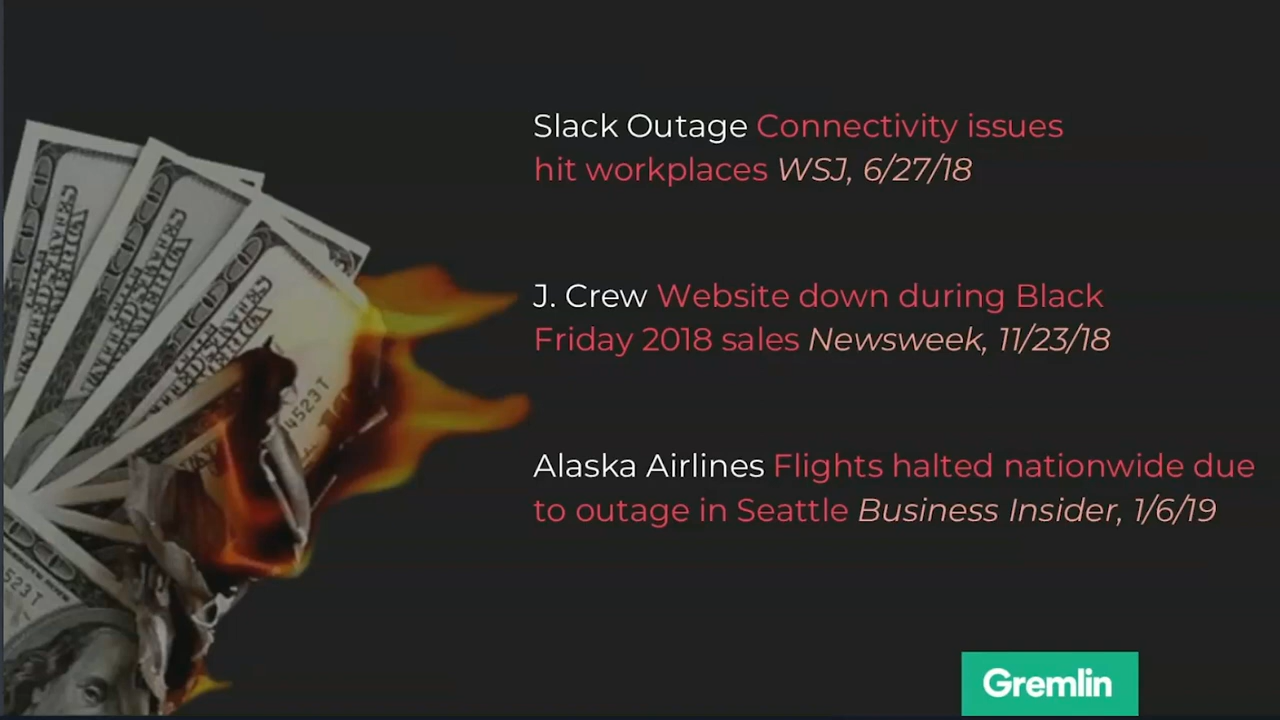 Slack Outage Connectivity issues
hit workplaces WSJ, 6/27/18
J. Crew Website down during Black
Friday 2018 sales Newsweek, 11/23/18
Alaska Airlines Flights halted nationwide due
to outage in Seattle Business Insider, 1/6/19
4523T
523T
Gremlin